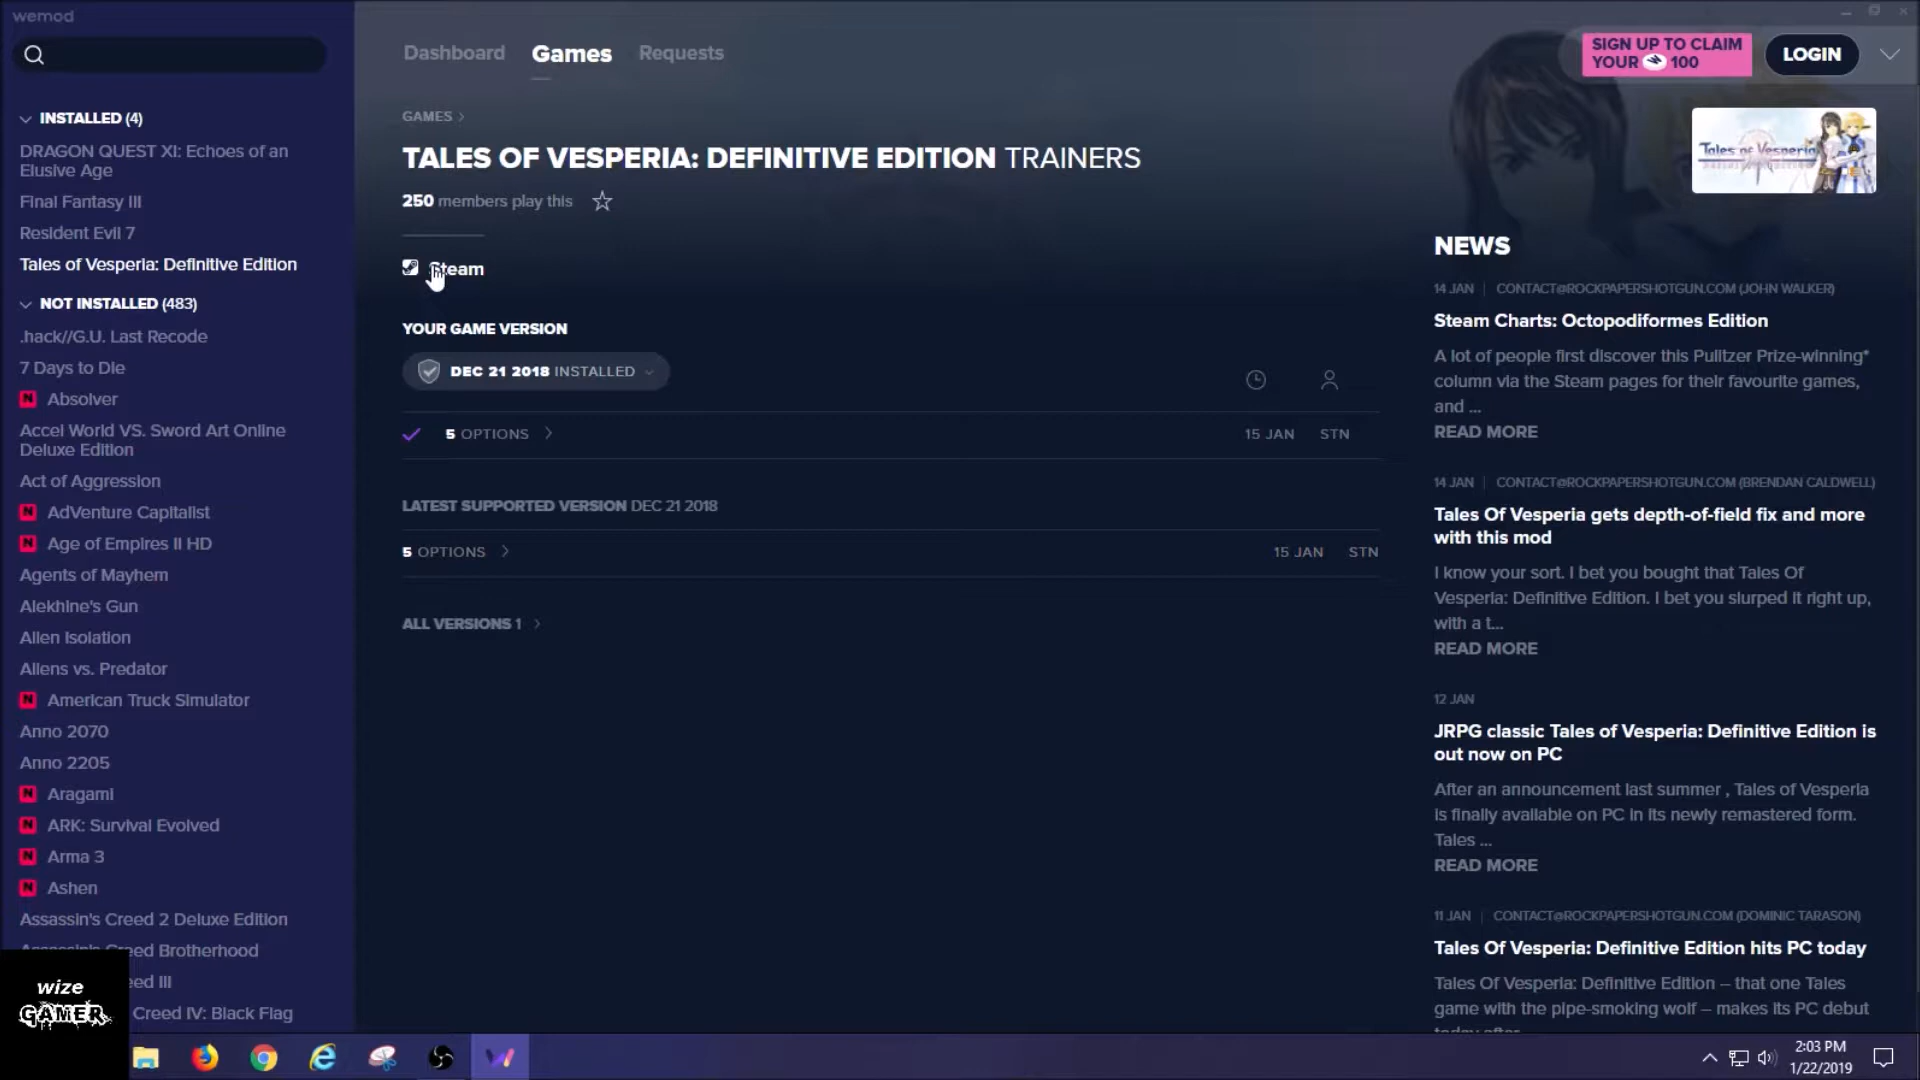 wemod
INSTALLED (4)
DRAGON QUEST XI: Echoes of an
Elusive Age
Final Fantasy III
Resident Evil 7
Tales of Vesperia: Definitive Edition
NOT INSTALLED (483)
.hack//G.U. Last Recode
7 Days to Die
N Absolver
Accel World VS. Sword Art Online
Deluxe Edition
Act of Aggression
N AdVenture Capitalist
N Age of Empires II HD
Agents of Mayhem
Alekhine's Gun
Alien Isolation
Aliens vs. Predator
N American Truck Simulator
Anno 2070
Anno 2205
N Aragami
N ARK: Survival Evolved
N Arma 3
N Ashen
Assassin's Creed 2 Deluxe Edition
Assassin's Creed Brotherhood
eed III
Creed IV: Black Flag
wize
GAMER
Dashboard Games Requests
SIGN UP TO CLAIM
YOUR 100
LOGIN
GAMES >
TALES OF VESPERIA: DEFINITIVE EDITION TRAINERS
250 members play this
Steam
YOUR GAME VERSION
DEC 21 2018 INSTALLED
5 OPTIONS > 15 JAN STN
LATEST SUPPORTED VERSION DEC 21 2018
5 OPTIONS > 15 JAN STN
ALL VERSIONS 1 >
Tales of Vesperia
NEWS
14 JAN | CONTACT@ROCKPAPERSHOTGUN.COM (JOHN WALKER)
Steam Charts: Octopodiformes Edition
A lot of people first discover this Pulitzer Prize-winning*
column via the Steam pages for their favourite games,
and ...
READ MORE
14 JAN | CONTACT@ROCKPAPERSHOTGUN.COM (BRENDAN CALDWELL)
Tales Of Vesperia gets depth-of-field fix and more
with this mod
I know your sort. I bet you bought that Tales Of
Vesperia: Definitive Edition. I bet you slurped it right up,
with a t...
READ MORE
12 JAN
JRPG classic Tales of Vesperia: Definitive Edition is
out now on PC
After an announcement last summer , Tales of Vesperia
is finally available on PC in its newly remastered form.
Tales ...
READ MORE
11 JAN | CONTACT@ROCKPAPERSHOTGUN.COM (DOMINIC TARASON)
Tales Of Vesperia: Definitive Edition hits PC today
Tales Of Vesperia: Definitive Edition – that one Tales
game with the pipe-smoking wolf – makes its PC debut
today after
2:03 PM
1/22/2019